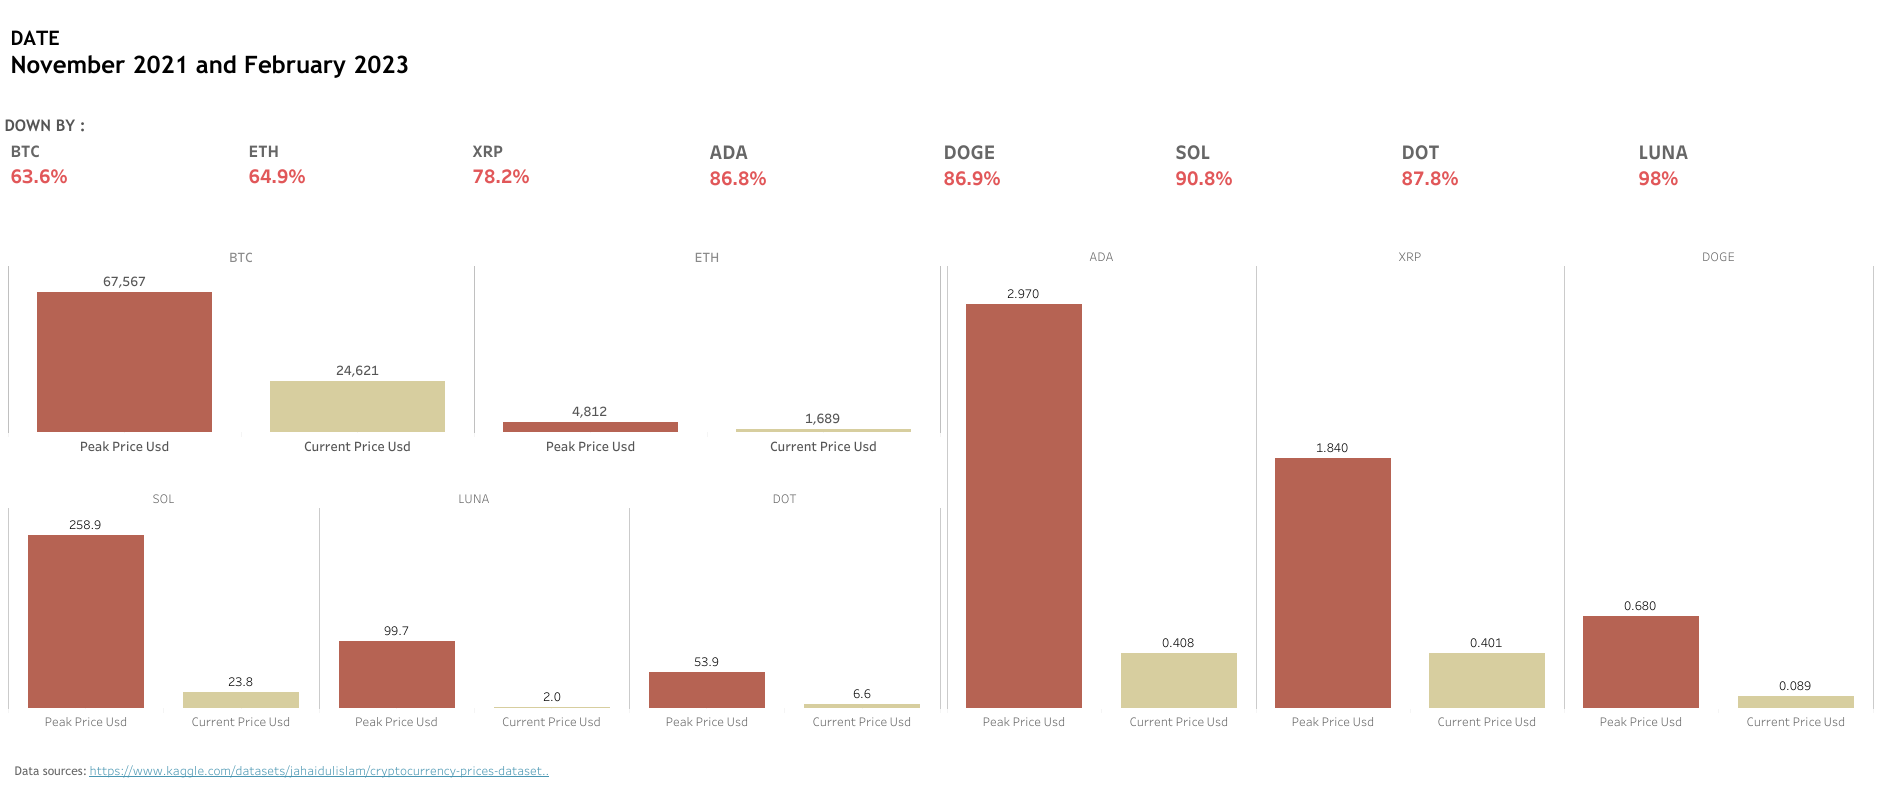 DATE
November 2021 and February 2023
DOWN BY :
BTC ETH XRP ADA DOGE SOL DOT LUNA
63.6% 64.9% 78.2% 86.8% 86.9% 90.8% 87.8% 98%
BTC ETH
67,567 24,621 4,812 1,689
Peak Price Usd Current Price Usd Peak Price Usd Current Price Usd
SOL LUNA DOT
258.9 23.8 99.7 2.0 53.9 6.6
Peak Price Usd Current Price Usd Peak Price Usd Current Price Usd Peak Price Usd Current Price Usd
ADA XRP DOGE
2.970 0.408 1.840 0.401 0.680 0.089
Peak Price Usd Current Price Usd Peak Price Usd Current Price Usd Peak Price Usd Current Price Usd
Data sources: https://www.kaggle.com/datasets/jahaidulislam/cryptocurrency-prices-dataset..